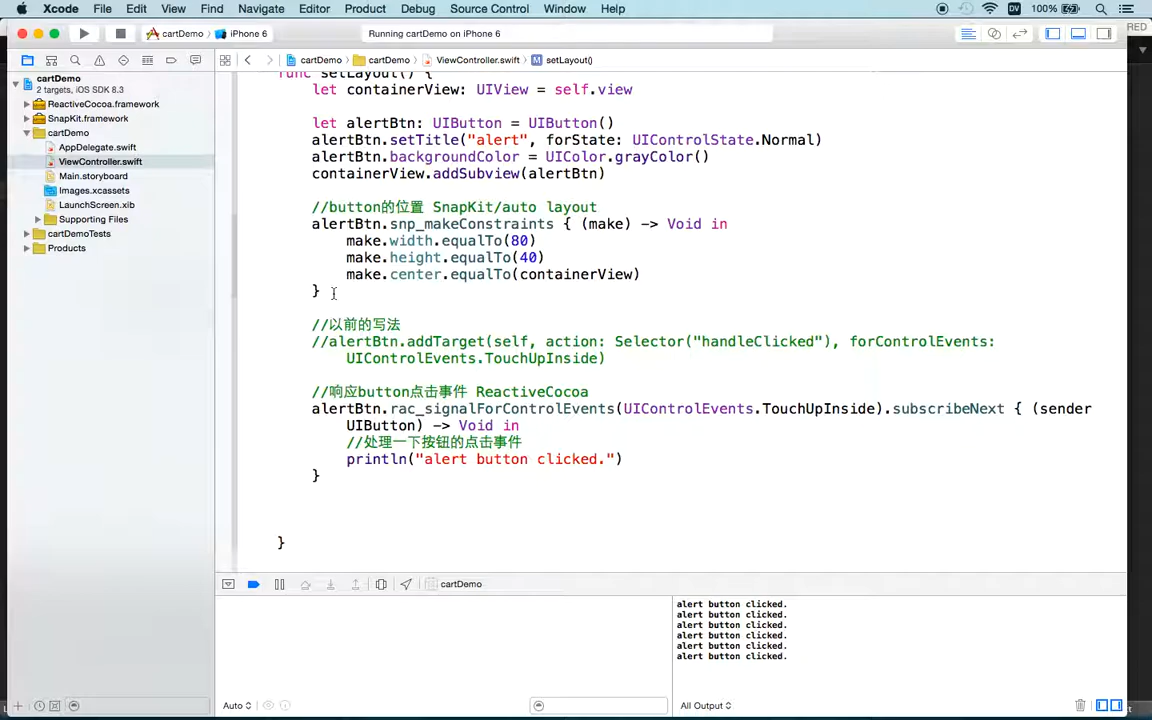 Xcode File Edit View Find Navigate Editor Product Debug Source Control Window Help DV 100%
cartDemo iPhone 6 Running cartDemo on iPhone 6 RED
cartDemo cartDemo ViewController.swift M setLayout()
cartDemo
2 targets, iOS SDK 8.3
ReactiveCocoa.framework
SnapKit.framework
cartDemo
AppDelegate.swift
ViewController.swift
Main.storyboard
Images.xcassets
LaunchScreen.xib
Supporting Files
cartDemoTests
Products
func setLayout() {
let containerView: UIView = self.view
let alertBtn: UIButton = UIButton()
alertBtn.setTitle("alert", forState: UIControlState.Normal)
alertBtn.backgroundColor = UIColor.grayColor()
containerView.addSubview(alertBtn)
//button的位置 SnapKit/auto layout
alertBtn.snp_makeConstraints { (make) -> Void in
make.width.equalTo(80)
make.height.equalTo(40)
make.center.equalTo(containerView)
}
//以前的写法
//alertBtn.addTarget(self, action: Selector("handleClicked"), forControlEvents:
UIControlEvents.TouchUpInside)
//响应button点击事件 ReactiveCocoa
alertBtn.rac_signalForControlEvents(UIControlEvents.TouchUpInside).subscribeNext { (sender
UIButton) -> Void in
//处理一下按钮的点击事件
println("alert button clicked.")
}
}
cartDemo
alert button clicked.
alert button clicked.
alert button clicked.
alert button clicked.
alert button clicked.
alert button clicked.
Auto
All Output